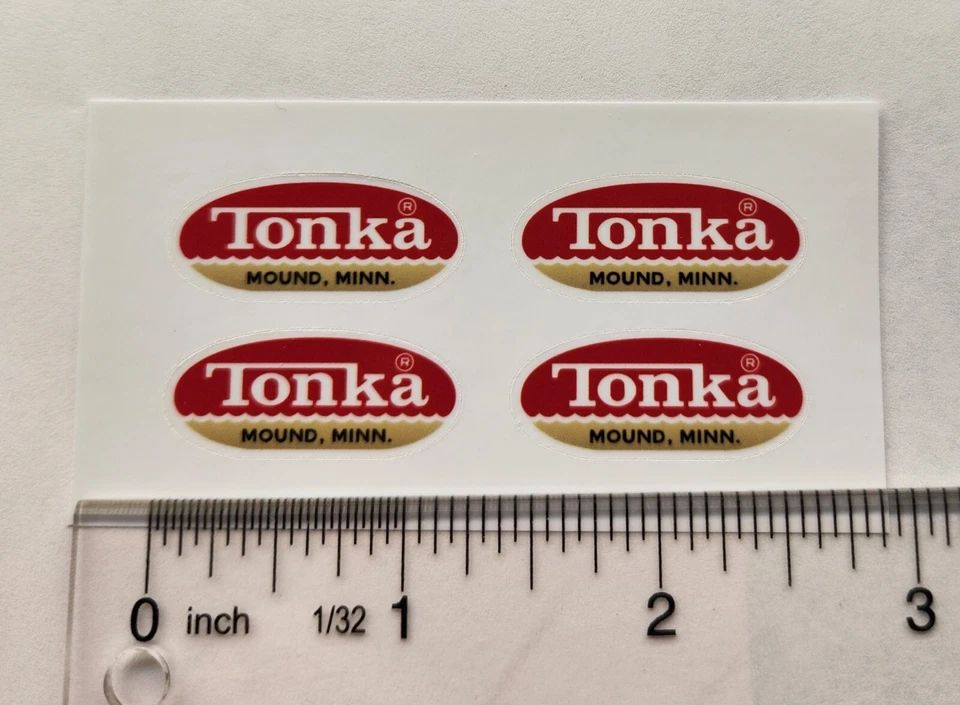 Tonka ®
MOUND, MINN.
Tonka ®
MOUND, MINN.
Tonka ®
MOUND, MINN.
Tonka ®
MOUND, MINN.
0 inch 1/32 1 2 3